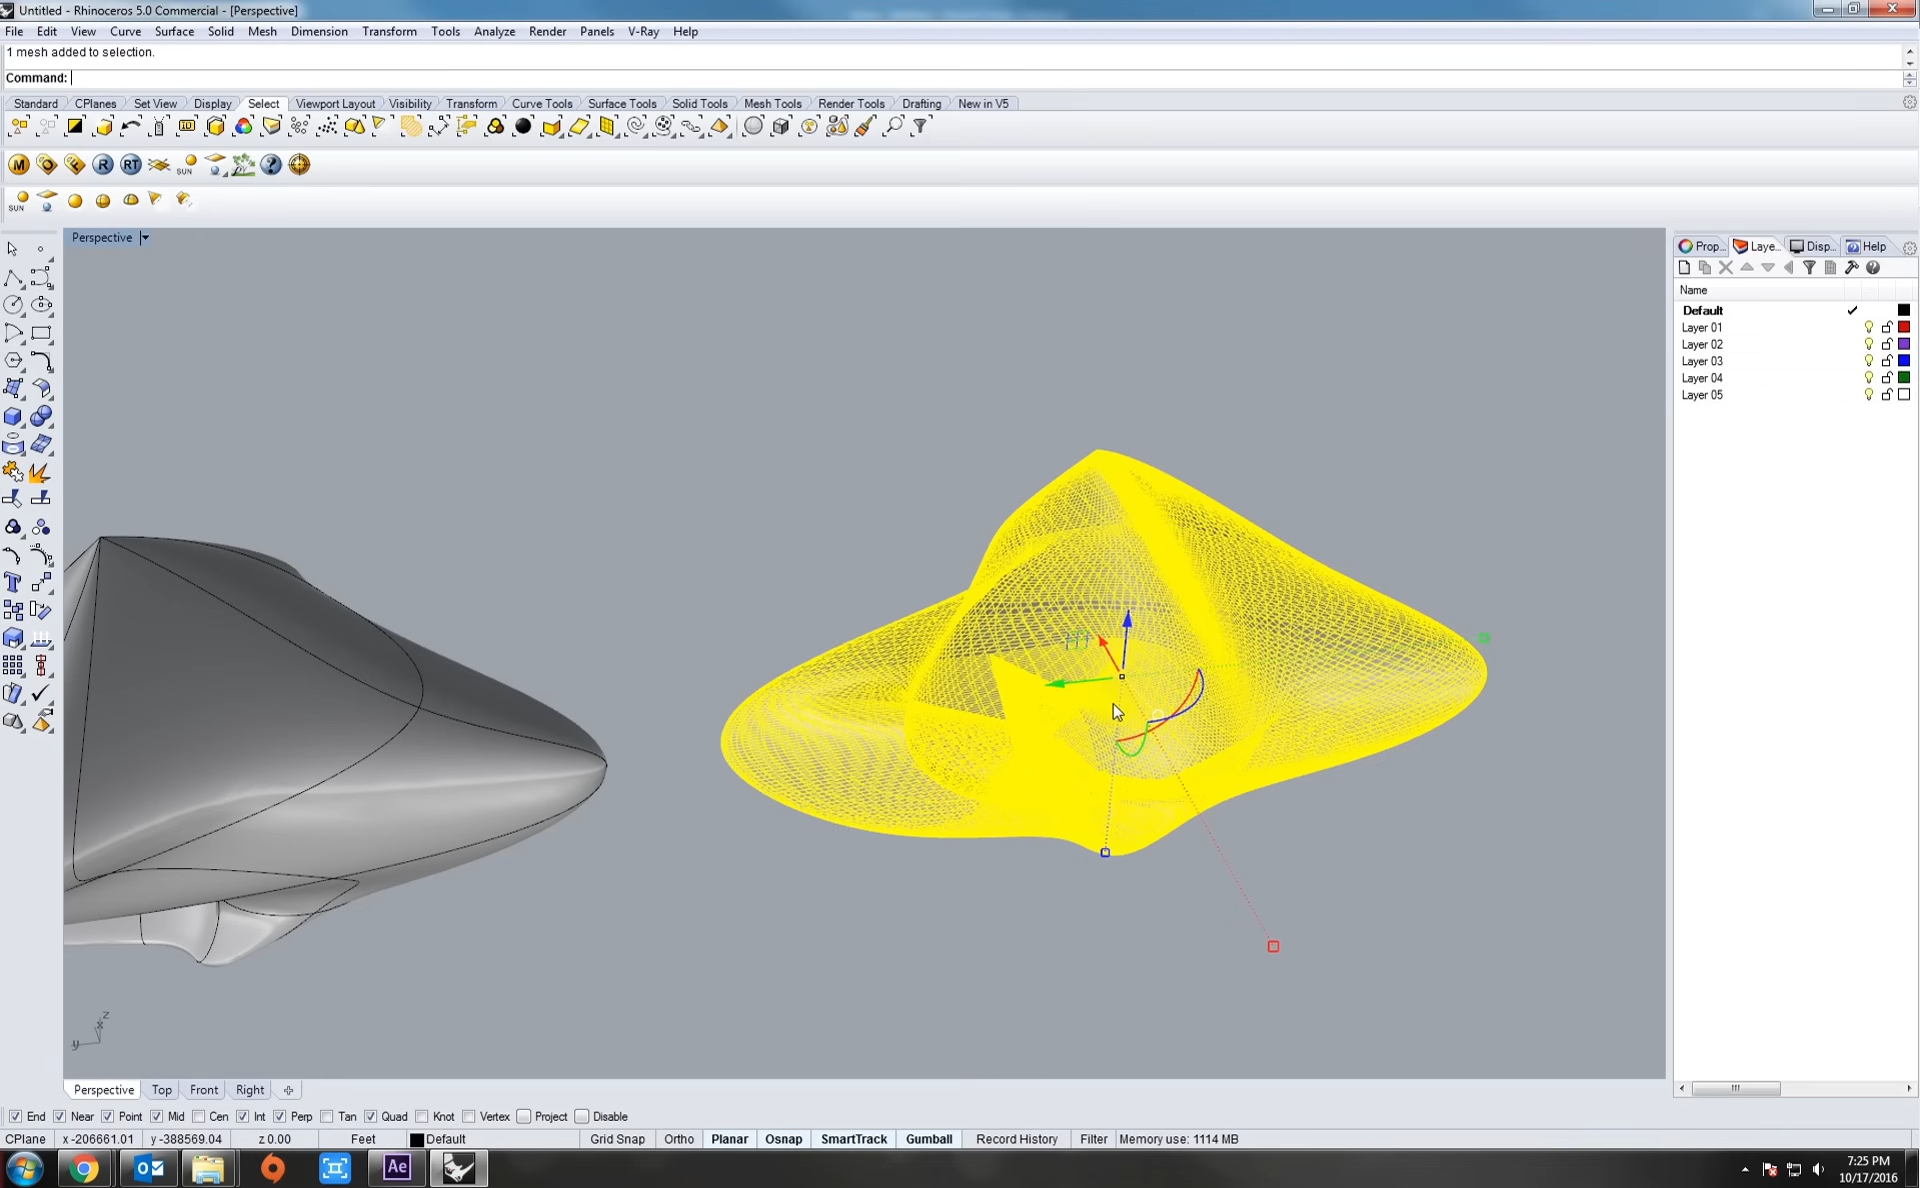 Untitled - Rhinoceros 5.0 Commercial - [Perspective]
File Edit View Curve Surface Solid Mesh Dimension Transform Tools Analyze Render Panels V-Ray Help
1 mesh added to selection.
Command:
Standard CPlanes Set View Display Select Viewport Layout Visibility Transform Curve Tools Surface Tools Solid Tools Mesh Tools Render Tools Drafting New in V5
M O F R RT SUN
SUN
Perspective
Prop... Laye... Disp... Help
Name
Default
Layer 01
Layer 02
Layer 03
Layer 04
Layer 05
z
x
y
Perspective Top Front Right
End Near Point Mid Cen Int Perp Tan Quad Knot Vertex Project Disable
CPlane x -206661.01 y -388569.04 z 0.00 Feet Default Grid Snap Ortho Planar Osnap SmartTrack Gumball Record History Filter Memory use: 1114 MB
Ae
7:25 PM
10/17/2016